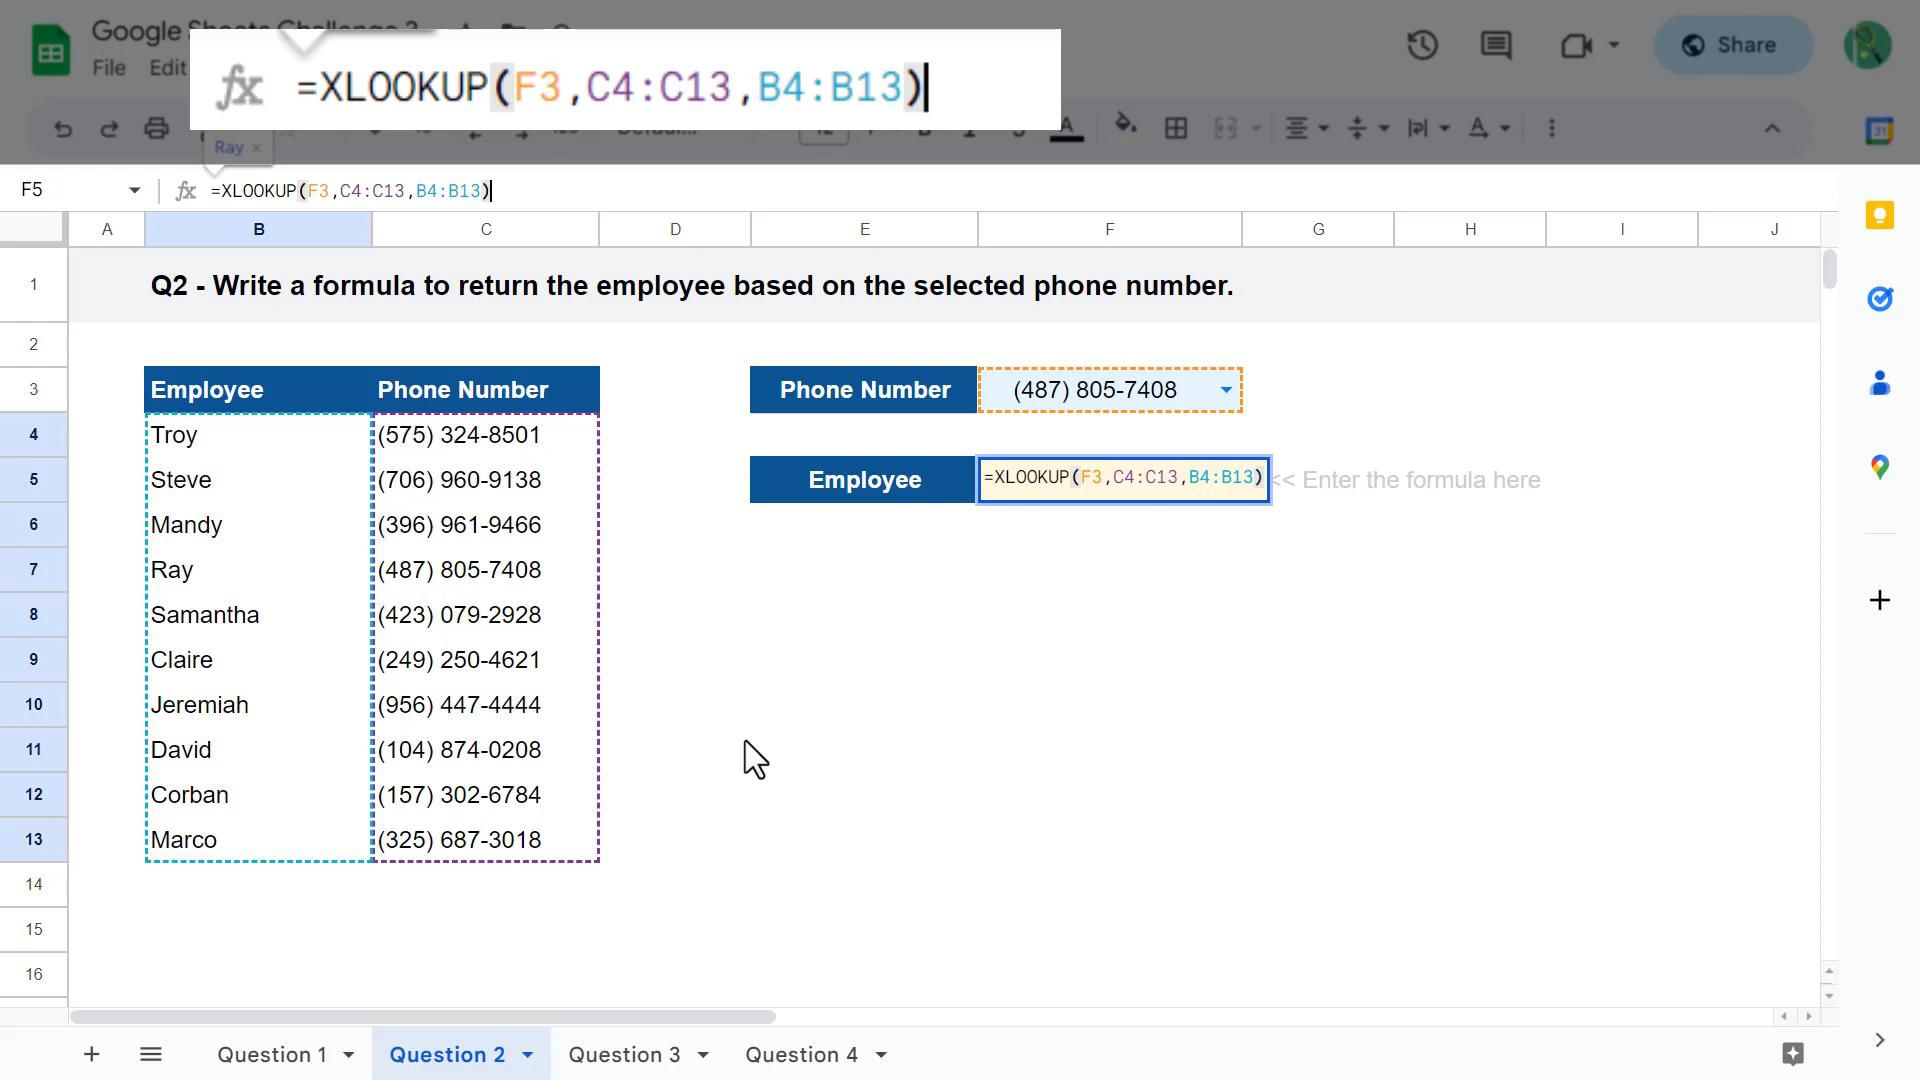 Google Sheets Challenge 3
File Edit
=XLOOKUP(F3,C4:C13,B4:B13)
Share
Ray ×
F5
=XLOOKUP(F3,C4:C13,B4:B13)
A B C D E F G H I J
1 Q2 - Write a formula to return the employee based on the selected phone number.
2
3 Employee Phone Number Phone Number (487) 805-7408
4 Troy (575) 324-8501
5 Steve (706) 960-9138 Employee =XLOOKUP(F3,C4:C13,B4:B13) << Enter the formula here
6 Mandy (396) 961-9466
7 Ray (487) 805-7408
8 Samantha (423) 079-2928
9 Claire (249) 250-4621
10 Jeremiah (956) 447-4444
11 David (104) 874-0208
12 Corban (157) 302-6784
13 Marco (325) 687-3018
14
15
16
Question 1 Question 2 Question 3 Question 4